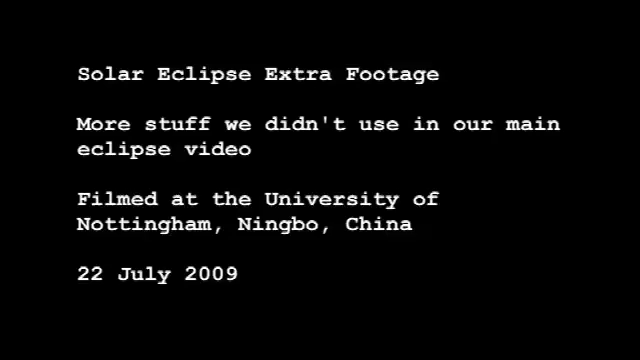 Solar Eclipse Extra Footage
More stuff we didn't use in our main
eclipse video
Filmed at the University of
Nottingham, Ningbo, China
22 July 2009